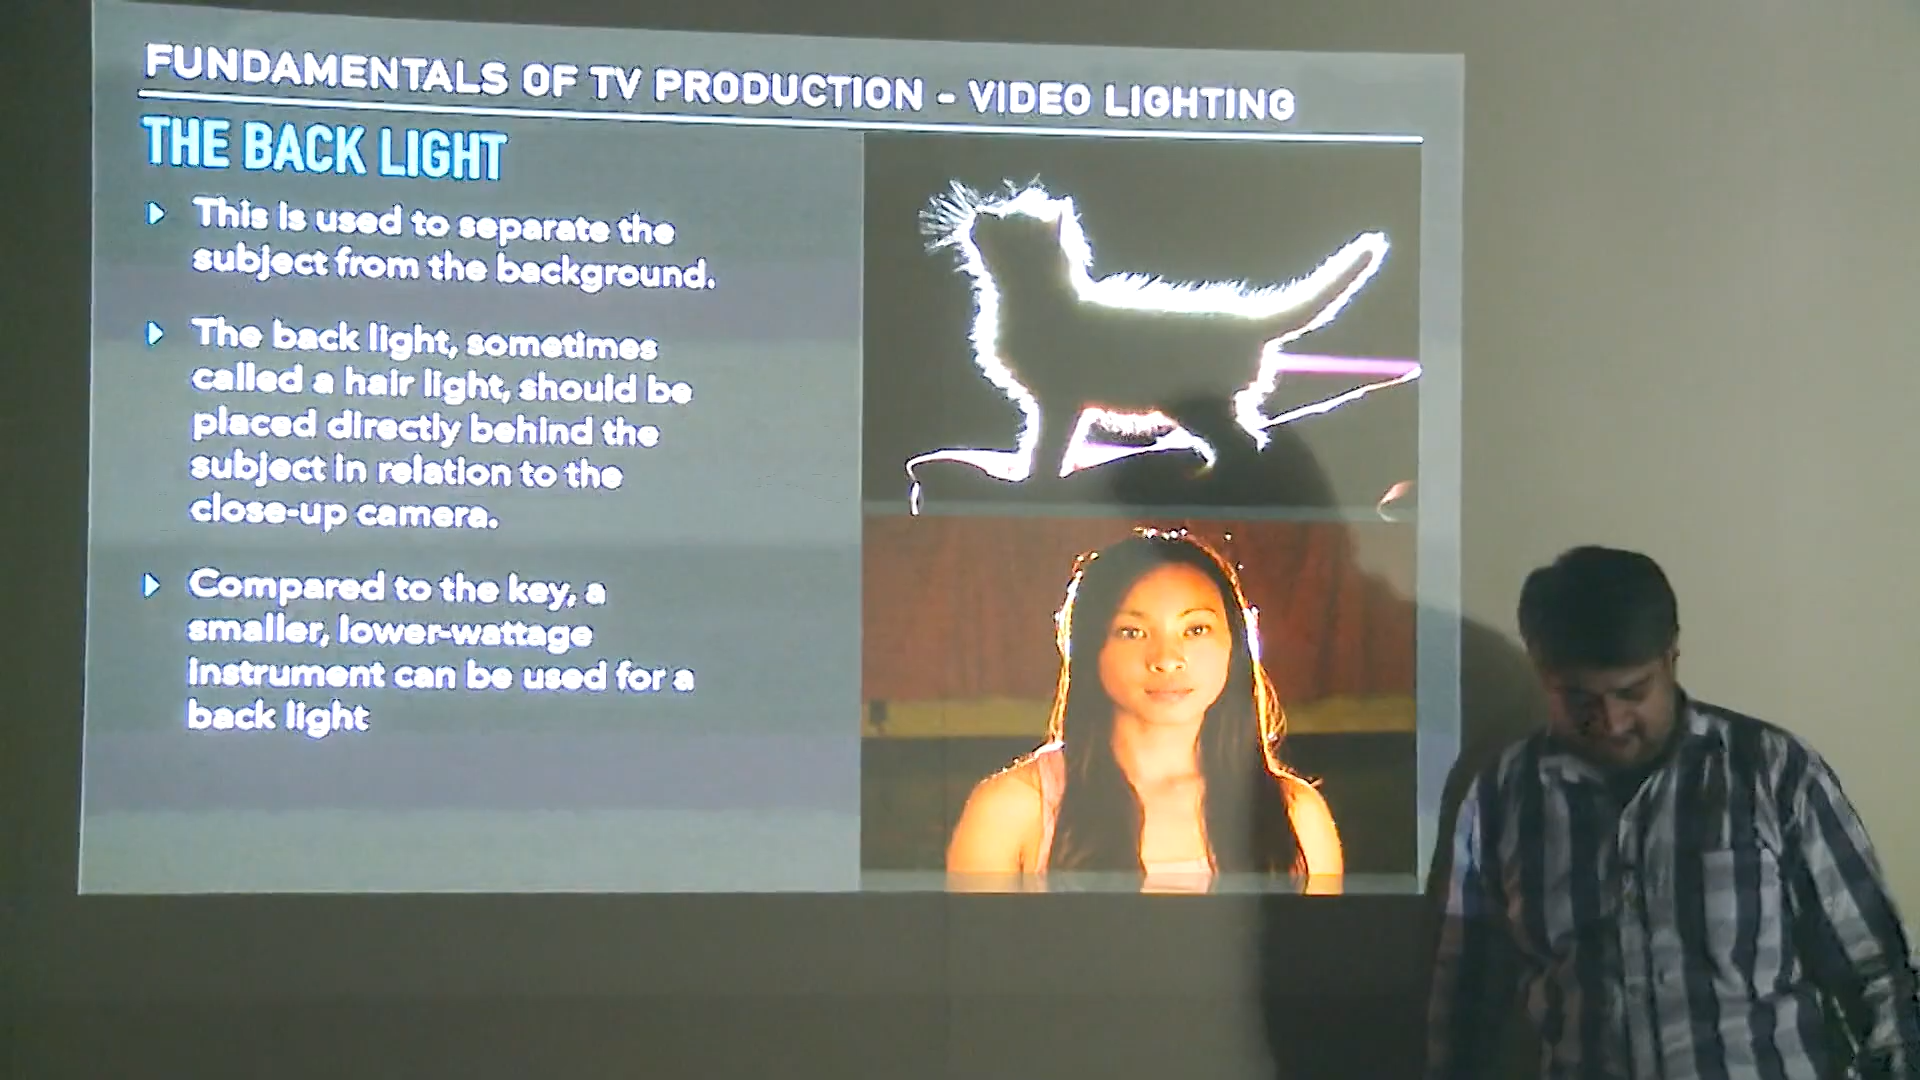 FUNDAMENTALS OF TV PRODUCTION - VIDEO LIGHTING
THE BACK LIGHT
This is used to separate the
subject from the background.
The back light, sometimes
called a hair light, should be
placed directly behind the
subject in relation to the
close-up camera.
Compared to the key, a
smaller, lower-wattage
instrument can be used for a
back light